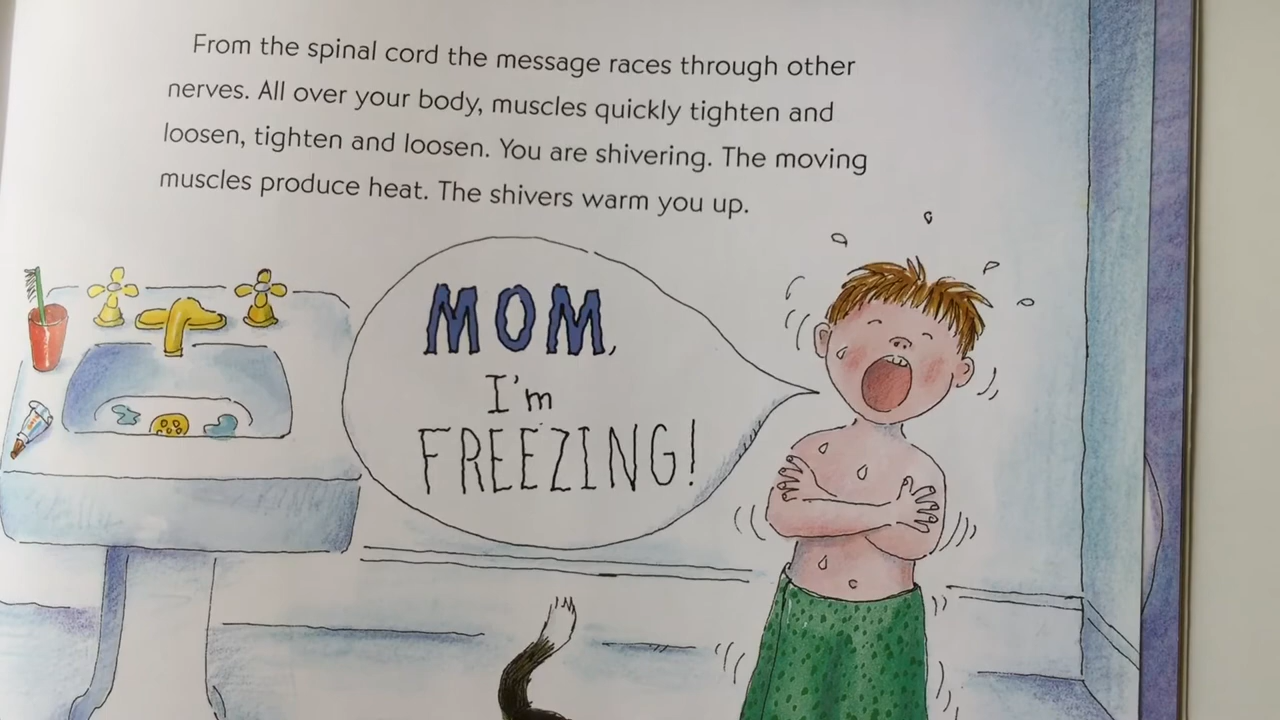 From the spinal cord the message races through other
nerves. All over your body, muscles quickly tighten and
loosen, tighten and loosen. You are shivering. The moving
muscles produce heat. The shivers warm you up.
MOM,
I'm
FREEZING!